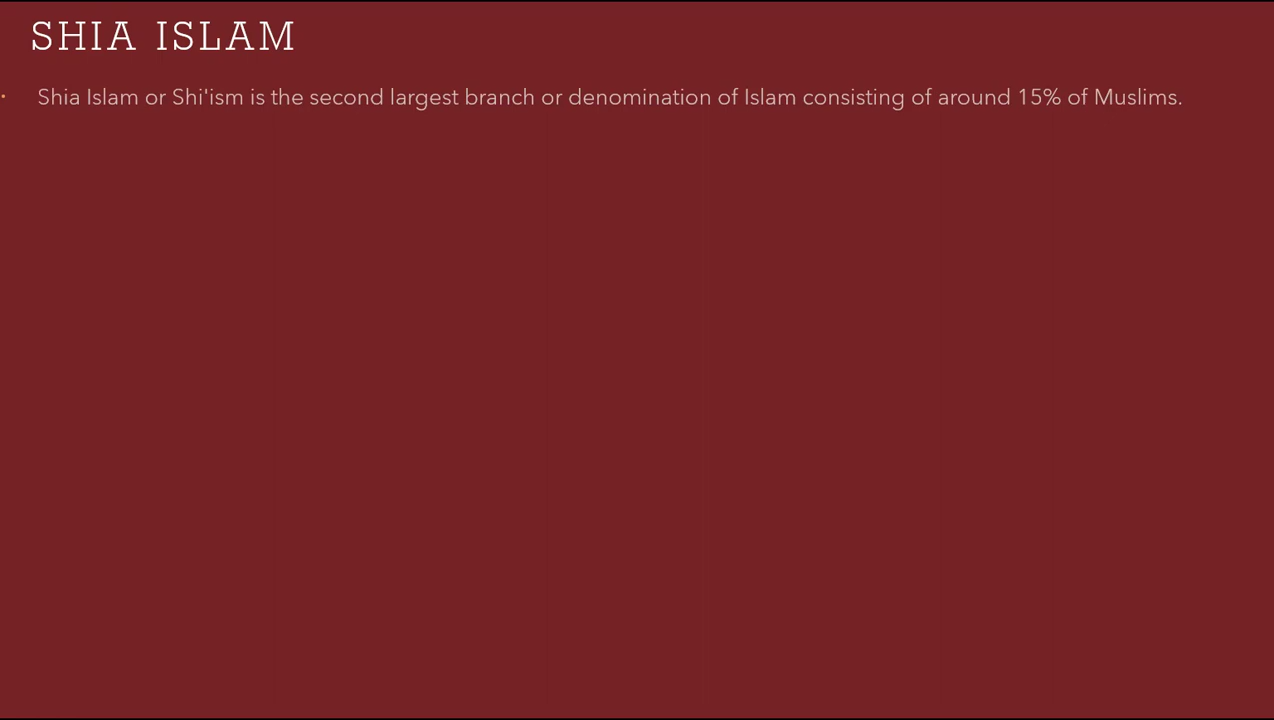 SHIA ISLAM
• Shia Islam or Shi'ism is the second largest branch or denomination of Islam consisting of around 15% of Muslims.